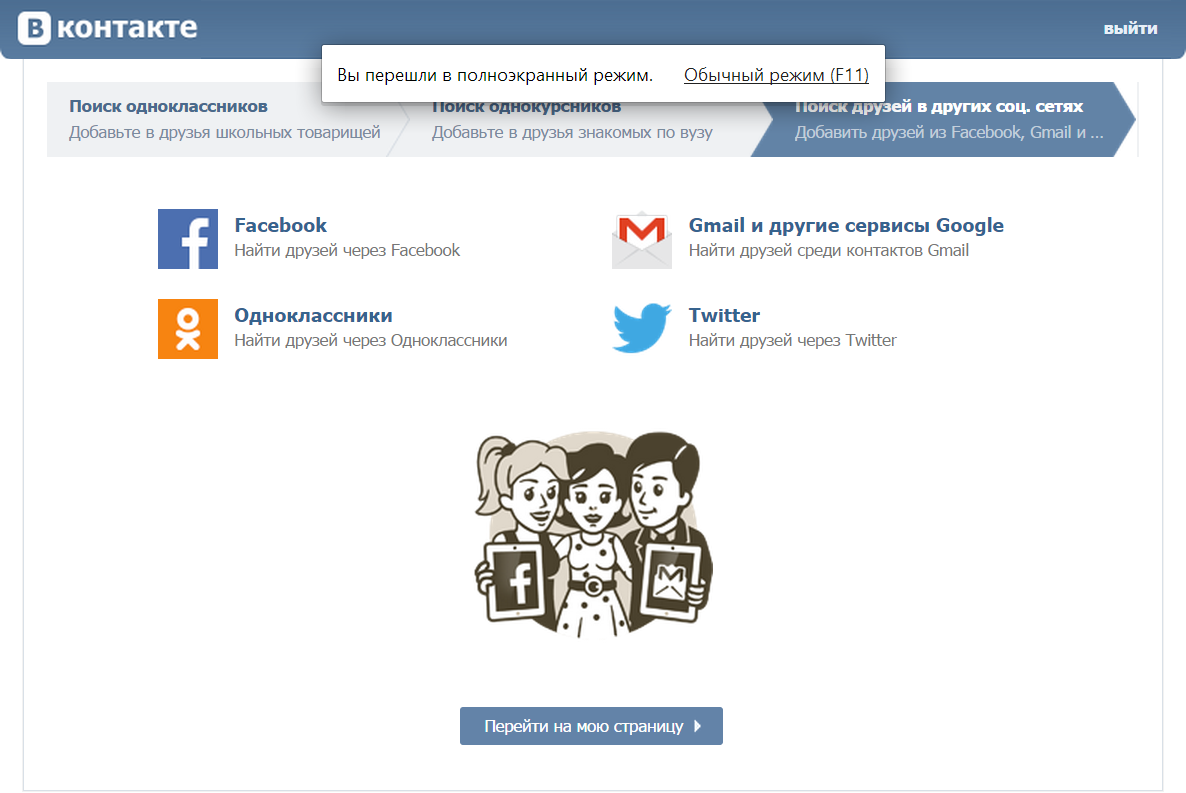 В контакте
выйти
Вы перешли в полноэкранный режим. Обычный режим (F11)
Поиск одноклассников
Добавьте в друзья школьных товарищей
Поиск однокурсников
Добавьте в друзья знакомых по вузу
Поиск друзей в других соц. сетях
Добавить друзей из Facebook, Gmail и ...
Facebook
Найти друзей через Facebook
Gmail и другие сервисы Google
Найти друзей среди контактов Gmail
Одноклассники
Найти друзей через Одноклассники
Twitter
Найти друзей через Twitter
Перейти на мою страницу